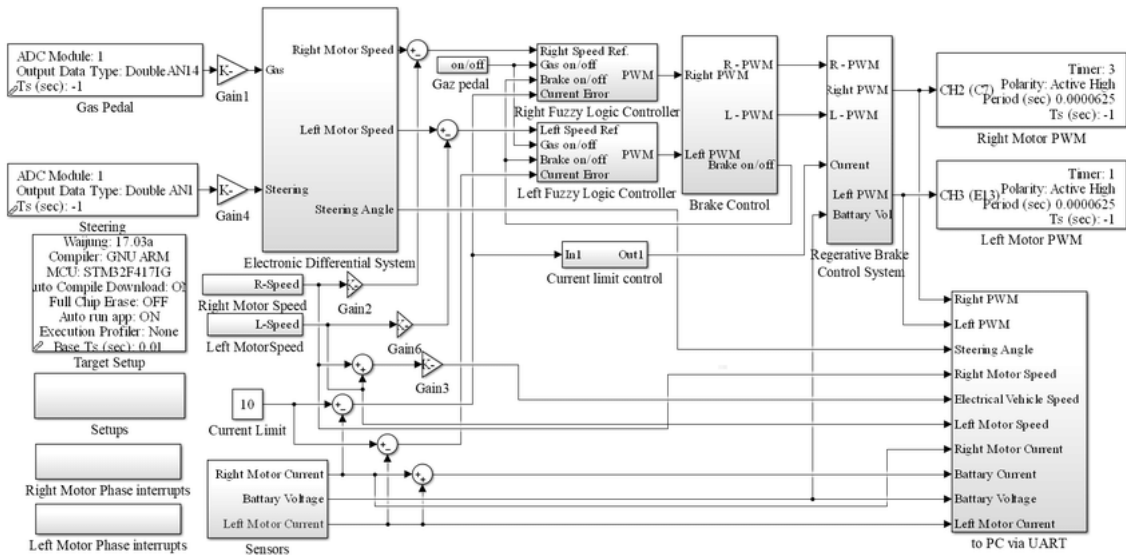 ADC Module: 1
Output Data Type: Double AN14
Ts (sec): -1
Gas Pedal
K-
Gain1
ADC Module: 1
Output Data Type: Double AN1
Ts (sec): -1
Steering
K-
Gain4
Waijung: 17.03a
Compiler: GNU ARM
MCU: STM32F417IG
uto Compile Download: O
Full Chip Erase: OFF
Auto run app: ON
Execution Profiler: None
Base Ts (sec): 0.01
Target Setup
Setups
Right Motor Phase interrupts
Left Motor Phase interrupts
Gas
Steering
Right Motor Speed
Left Motor Speed
Steering Angle
Electronic Differential System
R-Speed
Right Motor Speed
L-Speed
Left MotorSpeed
Gain2
Gain6
K-
Gain3
10
Current Limit
Right Motor Current
Battary Voltage
Left Motor Current
Sensors
on/off
Gaz pedal
Right Speed Ref.
Gas on/off
Brake on/off
Current Error
PWM
Right Fuzzy Logic Controller
Left Speed Ref
Gas on/off
Brake on/off
Current Error
PWM
Left Fuzzy Logic Controller
Right PWM
Left PWM
R - PWM
L - PWM
Brake on/off
Brake Control
In1
Out1
Current limit control
R - PWM
Right PWM
L - PWM
Current
Left PWM
Battary Vol
Regerative Brake
Control System
CH2 (C7)
Timer: 3
Polarity: Active High
Period (sec) 0.0000625
Ts (sec): -1
Right Motor PWM
CH3 (E13)
Timer: 1
Polarity: Active High
Period (sec) 0.0000625
Ts (sec): -1
Left Motor PWM
Right PWM
Left PWM
Steering Angle
Right Motor Speed
Electrical Vehicle Speed
Left Motor Speed
Right Motor Current
Battary Current
Battary Voltage
Left Motor Current
to PC via UART